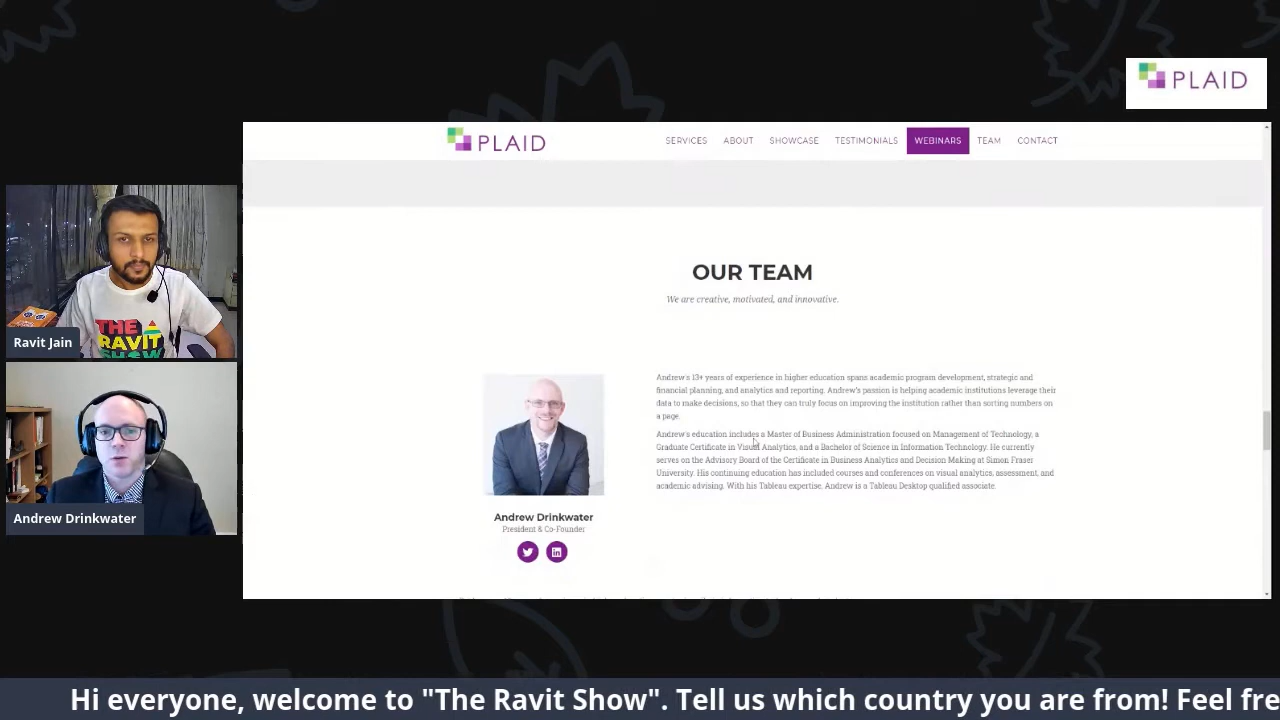 PLAID
PLAID
SERVICES ABOUT SHOWCASE TESTIMONIALS WEBINARS TEAM CONTACT
OUR TEAM
We are creative, motivated, and innovative.
Andrew's 13+ years of experience in higher education spans academic program development, strategic and
financial planning, and analytics and reporting. Andrew's passion is helping academic institutions leverage their
data to make decisions, so that they can truly focus on improving the institution rather than sorting numbers on
a page.
Andrew's education includes a Master of Business Administration focused on Management of Technology, a
Graduate Certificate in Visual Analytics, and a Bachelor of Science in Information Technology. He currently
serves on the Advisory Board of the Certificate in Business Analytics and Decision Making at Simon Fraser
University. His continuing education has included courses and conferences on visual analytics, assessment, and
academic advising. With his Tableau expertise, Andrew is a Tableau Desktop qualified associate.
Andrew Drinkwater
President & Co-Founder
THE
RAVIT
SHOW
Ravit Jain
Andrew Drinkwater
Hi everyone, welcome to "The Ravit Show". Tell us which country you are from! Feel fre